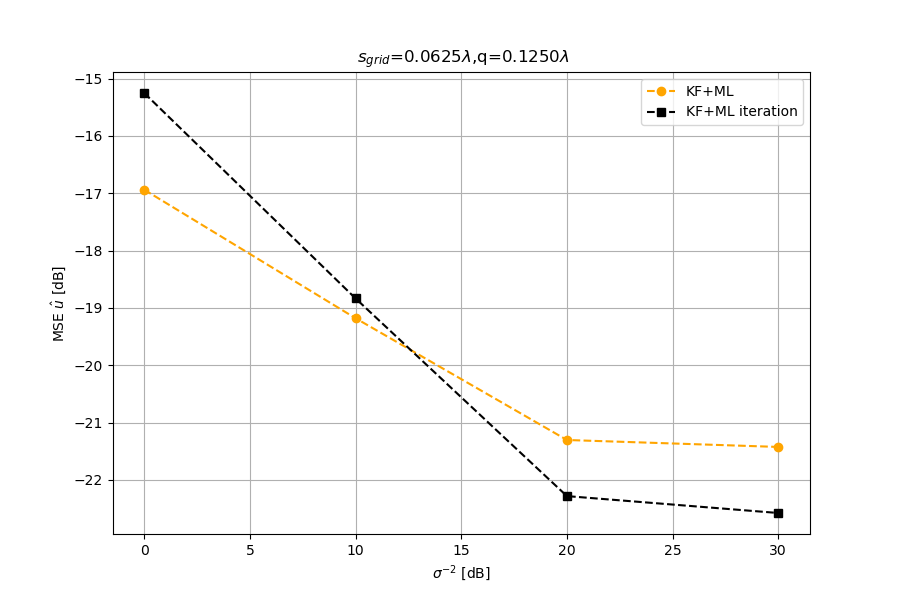 s_grid=0.0625λ,q=0.1250λ
KF+ML
KF+ML iteration
−15
−16
−17
−18
−19
−20
−21
−22
MSE û [dB]
0 5 10 15 20 25 30
σ⁻² [dB]